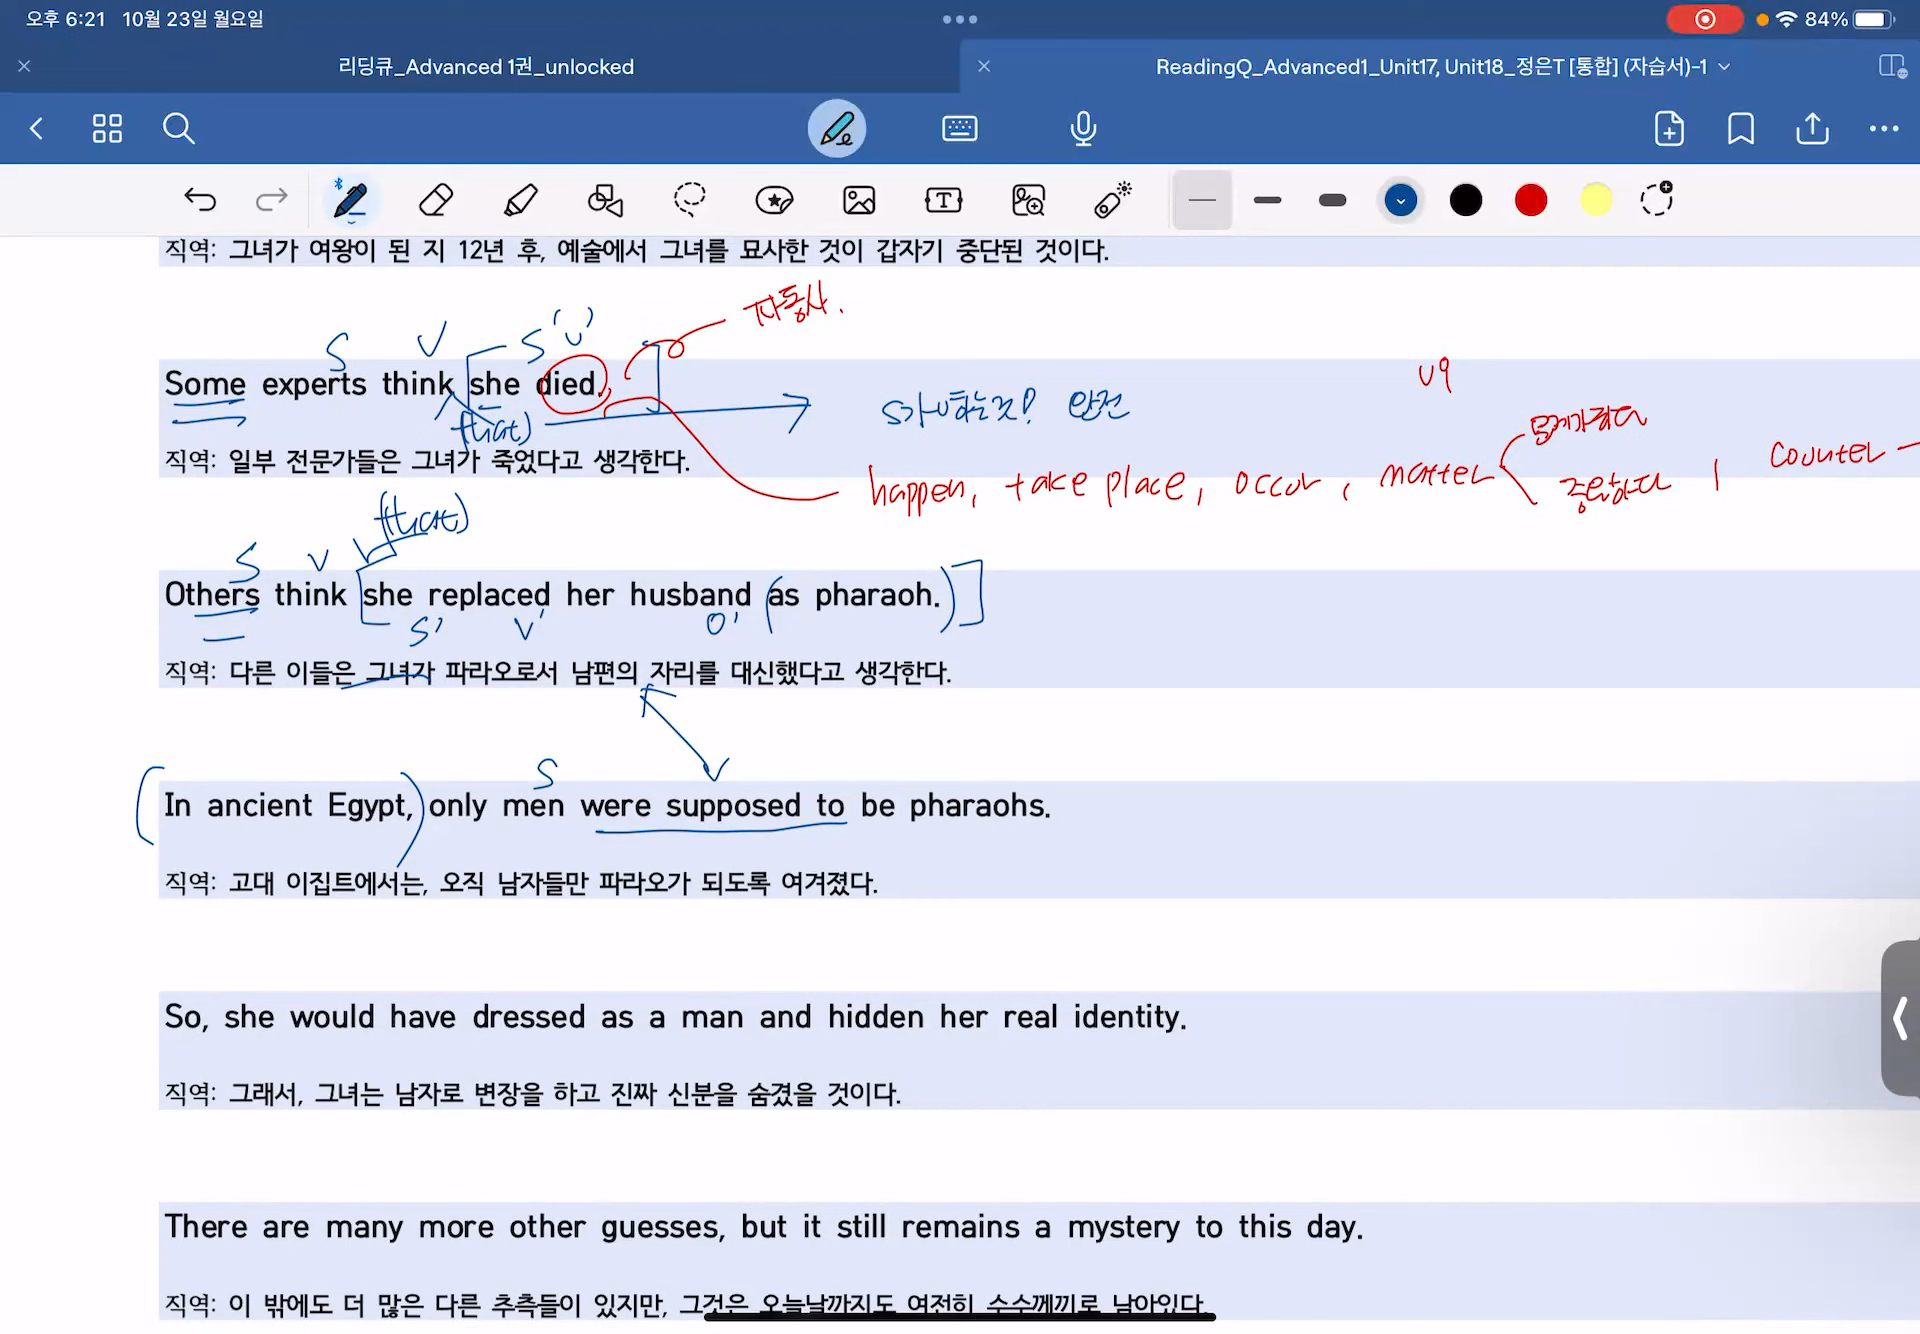 오후 6:21 10월 23일 월요일 84%
리딩큐_Advanced 1권_unlocked ReadingQ_Advanced1_Unit17, Unit18_정은T [통합] (자습서)-1
직역: 그녀가 여왕이 된 지 12년 후, 예술에서 그녀를 묘사한 것이 갑자기 중단된 것이다.
자동사.
S V S 'V'
Some experts think she died.
(that) S가 V하는것! 완전
직역: 일부 전문가들은 그녀가 죽었다고 생각한다.
문제가되다
happen, take place, occur, matter 중요하다 , counter
(that)
S V
Others think she replaced her husband (as pharaoh.)]
S' V' O'
직역: 다른 이들은 그녀가 파라오로서 남편의 자리를 대신했다고 생각한다.
S V
(In ancient Egypt,) only men were supposed to be pharaohs.
직역: 고대 이집트에서는, 오직 남자들만 파라오가 되도록 여겨졌다.
So, she would have dressed as a man and hidden her real identity.
직역: 그래서, 그녀는 남자로 변장을 하고 진짜 신분을 숨겼을 것이다.
There are many more other guesses, but it still remains a mystery to this day.
직역: 이 밖에도 더 많은 다른 추측들이 있지만, 그것은 오늘날까지도 여전히 수수께끼로 남아있다.